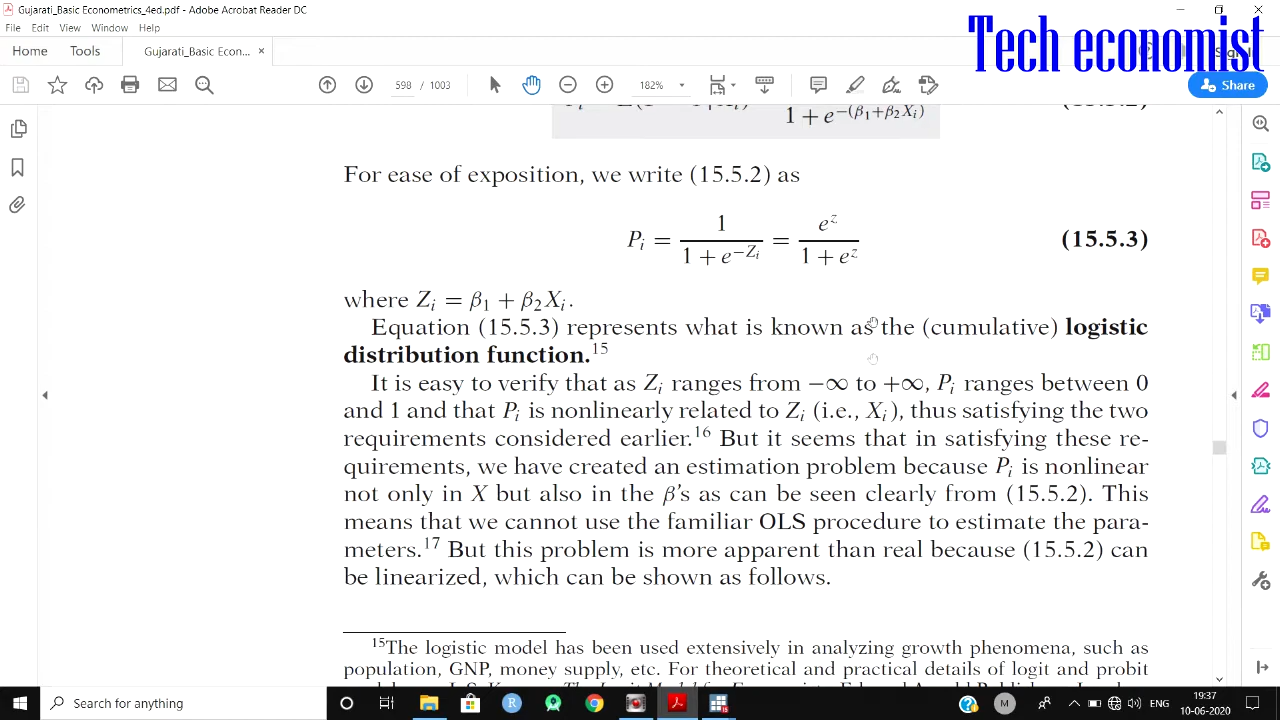 Gujarati_Basic Econometrics_4ed.pdf - Adobe Acrobat Reader DC
File Edit View Window Help
Tech economist
Home Tools Gujarati_Basic Econ... ×
598 / 1003 182% Share
1 + e^{−(β₁+β₂Xᵢ)}
For ease of exposition, we write (15.5.2) as
Pᵢ = 1 / (1 + e^{−Zᵢ}) = e^z / (1 + e^z) (15.5.3)
where Zᵢ = β₁ + β₂Xᵢ.
Equation (15.5.3) represents what is known as the (cumulative) logistic
distribution function.¹⁵
It is easy to verify that as Zᵢ ranges from −∞ to +∞, Pᵢ ranges between 0
and 1 and that Pᵢ is nonlinearly related to Zᵢ (i.e., Xᵢ), thus satisfying the two
requirements considered earlier.¹⁶ But it seems that in satisfying these re-
quirements, we have created an estimation problem because Pᵢ is nonlinear
not only in X but also in the β's as can be seen clearly from (15.5.2). This
means that we cannot use the familiar OLS procedure to estimate the para-
meters.¹⁷ But this problem is more apparent than real because (15.5.2) can
be linearized, which can be shown as follows.
¹⁵The logistic model has been used extensively in analyzing growth phenomena, such as
population, GNP, money supply, etc. For theoretical and practical details of logit and probit
Type here to search
Search for anything
ENG
19:37
10-06-2020